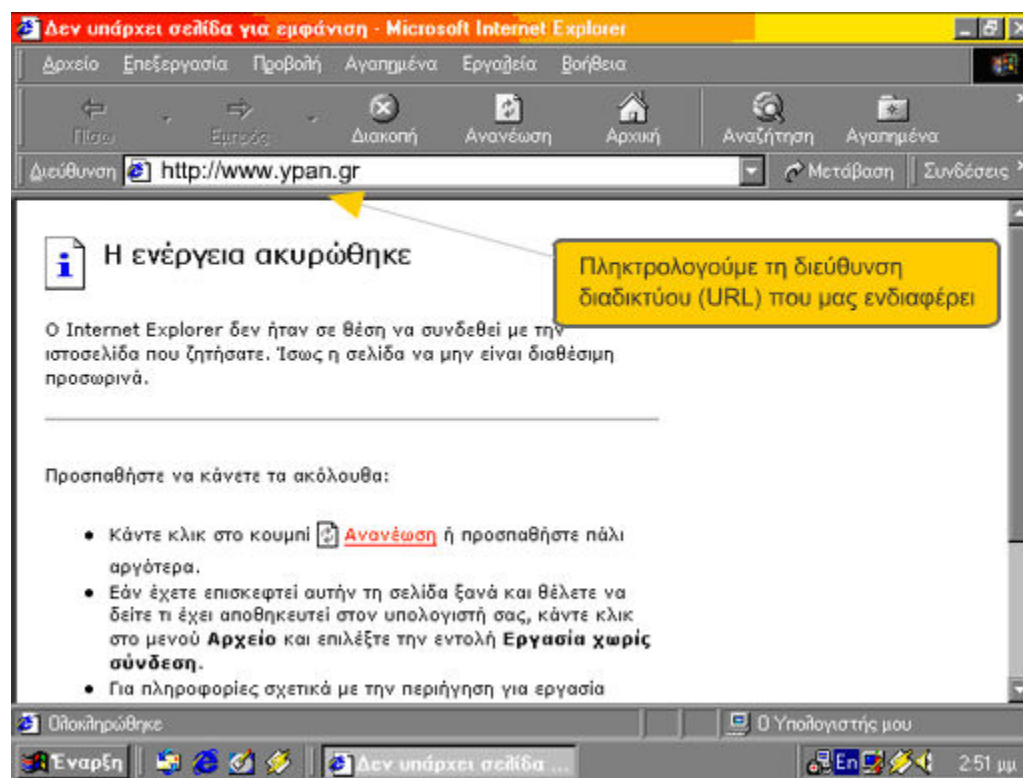 Δεν υπάρχει σελίδα για εμφάνιση - Microsoft Internet Explorer
Αρχείο Επεξεργασία Προβολή Αγαπημένα Εργαλεία Βοήθεια
Πίσω Εμπρός Διακοπή Ανανέωση Αρχική Αναζήτηση Αγαπημένα
Διεύθυνση http://www.ypan.gr Μετάβαση Συνδέσεις
Η ενέργεια ακυρώθηκε
Πληκτρολογούμε τη διεύθυνση
διαδικτύου (URL) που μας ενδιαφέρει
Ο Internet Explorer δεν ήταν σε θέση να συνδεθεί με την
ιστοσελίδα που ζητήσατε. Ίσως η σελίδα να μην είναι διαθέσιμη
προσωρινά.
Προσπαθήστε να κάνετε τα ακόλουθα:
• Κάντε κλικ στο κουμπί Ανανέωση ή προσπαθήστε πάλι
αργότερα.
• Εάν έχετε επισκεφτεί αυτήν τη σελίδα ξανά και θέλετε να
δείτε τι έχει αποθηκευτεί στον υπολογιστή σας, κάντε κλικ
στο μενού Αρχείο και επιλέξτε την εντολή Εργασία χωρίς
σύνδεση.
• Για πληροφορίες σχετικά με την περιήγηση για εργασία
Ολοκληρώθηκε Ο Υπολογιστής μου
Έναρξη Δεν υπάρχει σελίδα ... En 2:51 μμ